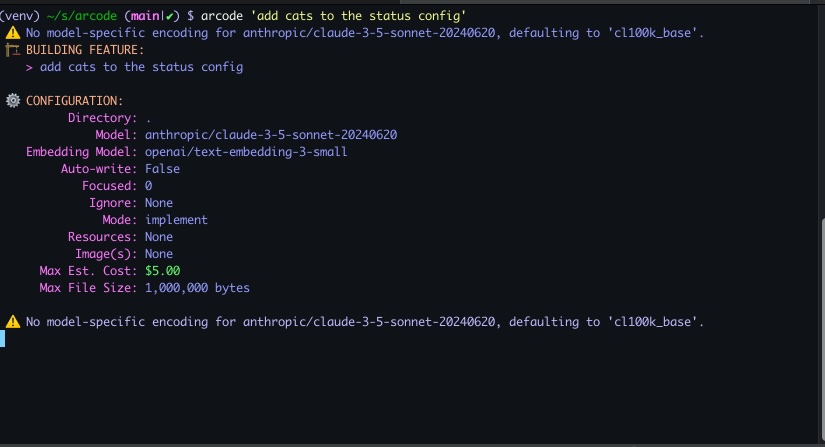 (venv) ~/s/arcode (main|✔) $ arcode 'add cats to the status config'
⚠️ No model-specific encoding for anthropic/claude-3-5-sonnet-20240620, defaulting to 'cl100k_base'.
🏗️ BUILDING FEATURE:
> add cats to the status config
⚙️ CONFIGURATION:
Directory: .
Model: anthropic/claude-3-5-sonnet-20240620
Embedding Model: openai/text-embedding-3-small
Auto-write: False
Focused: 0
Ignore: None
Mode: implement
Resources: None
Image(s): None
Max Est. Cost: $5.00
Max File Size: 1,000,000 bytes
⚠️ No model-specific encoding for anthropic/claude-3-5-sonnet-20240620, defaulting to 'cl100k_base'.